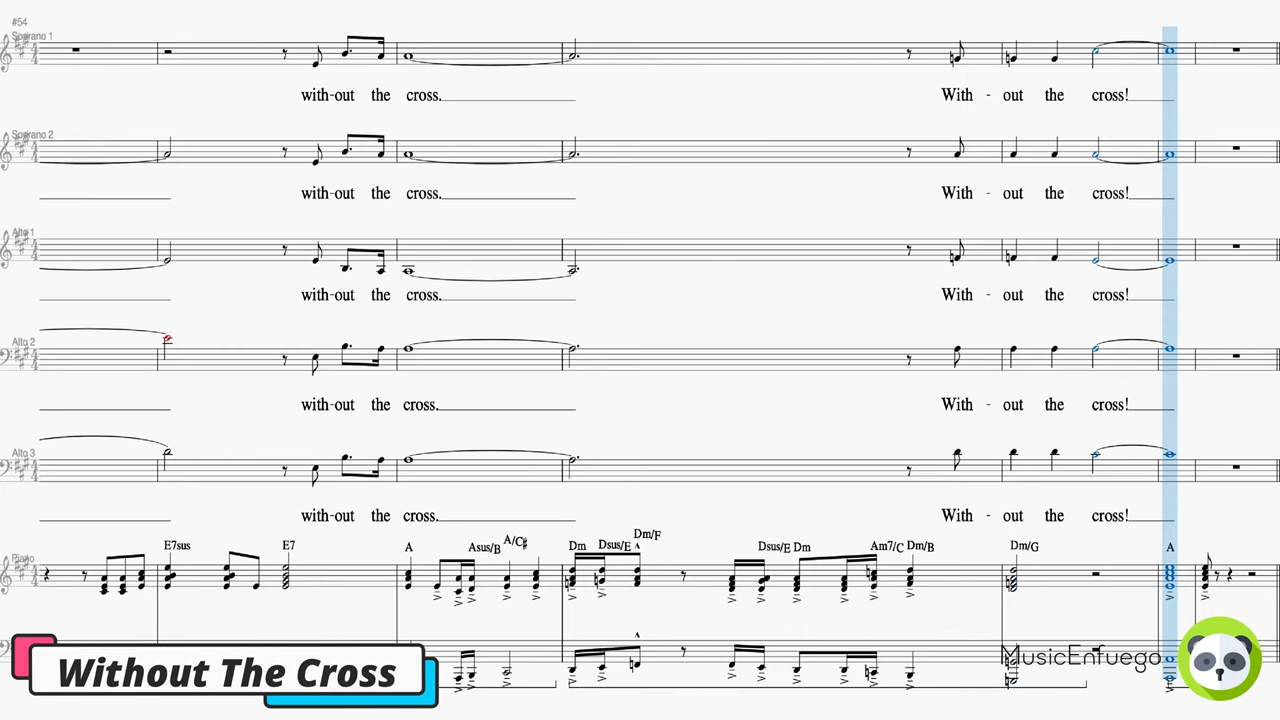 #54
Soprano 1
with-out the cross. With - out the cross!
Soprano 2
with-out the cross. With - out the cross!
Alto 1
with-out the cross. With - out the cross!
Alto 2
with-out the cross. With - out the cross!
Alto 3
with-out the cross. With - out the cross!
Piano
E7sus E7 A Asus/B A/C# Dm Dsus/E Dm/F Dsus/E Dm Am7/C Dm/B Dm/G A
Without The Cross
MusicEnfuego